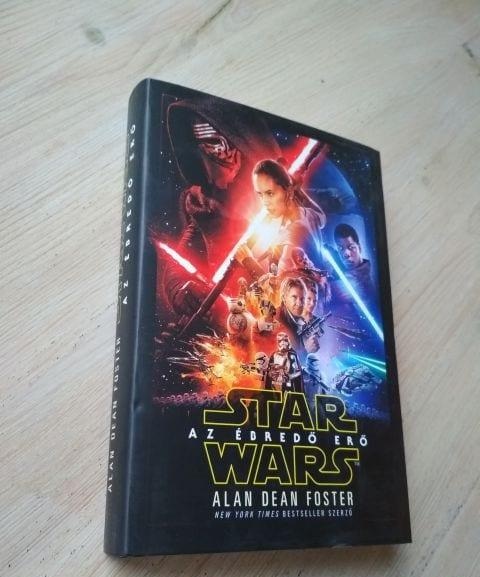 STAR
AZ ÉBREDŐ ERŐ
WARS
TM
ALAN DEAN FOSTER
NEW YORK TIMES BESTSELLER SZERZŐ
ALAN DEAN FOSTER
AZ ÉBREDŐ ERŐ